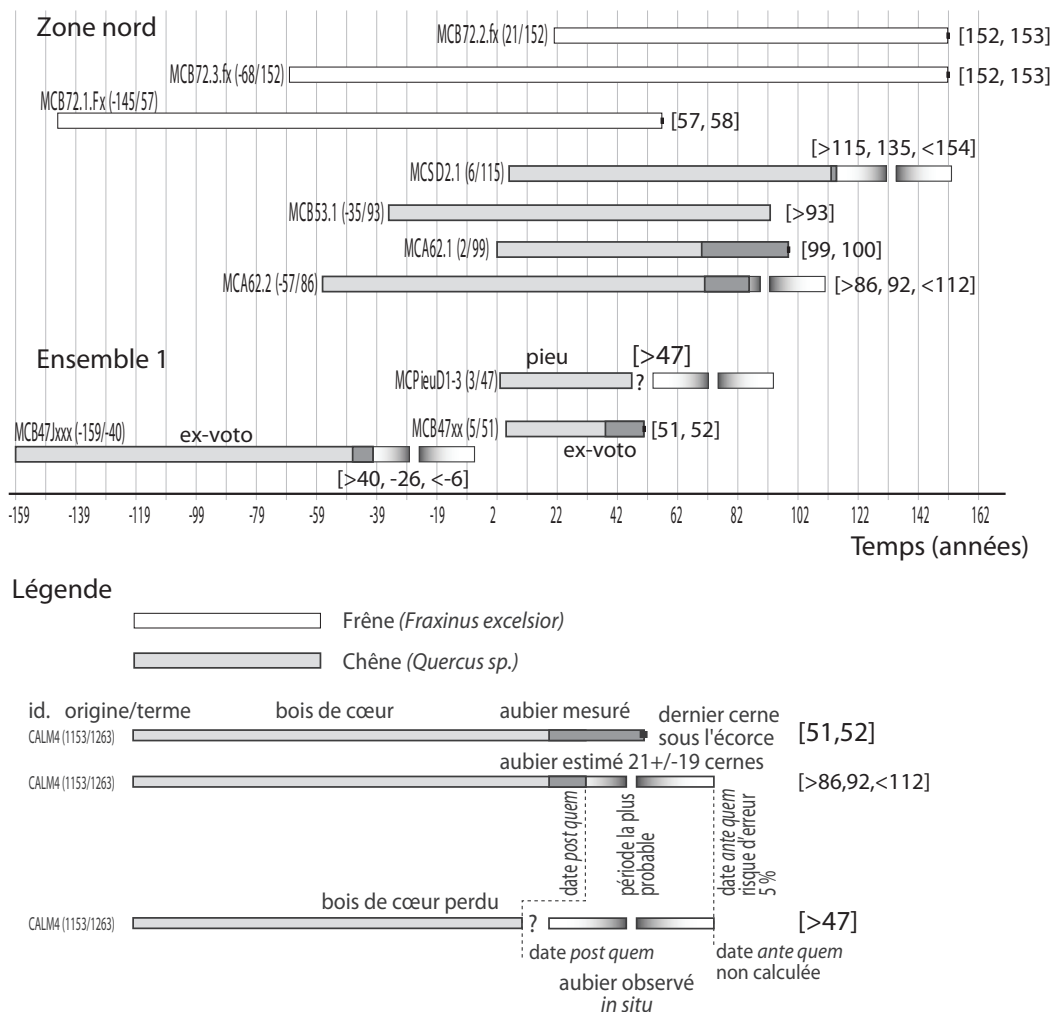 Zone nord
MCB72.2.fx (21/152)
[152, 153]
MCB72.3.fx (-68/152)
[152, 153]
MCB72.1.Fx (-145/57)
[57, 58]
[>115, 135, <154]
MCSD2.1 (6/115)
MCB53.1 (-35/93)
[>93]
MCA62.1 (2/99)
[99, 100]
MCA62.2 (-57/86)
[>86, 92, <112]
Ensemble 1
pieu
[>47]
MCPieuD1-3 (3/47)
?
MCB47Jxxx (-159/-40)
ex-voto
MCB47xx (5/51)
[51, 52]
ex-voto
[>40, -26, <-6]
-159 -139 -119 -99 -79 -59 -39 -19 2 22 42 62 82 102 122 142 162
Temps (années)
Légende
Frêne (Fraxinus excelsior)
Chêne (Quercus sp.)
id. origine/terme bois de cœur aubier mesuré
dernier cerne
sous l'écorce
CALM4 (1153/1263)
[51,52]
aubier estimé 21+/-19 cernes
CALM4 (1153/1263)
[>86,92,<112]
date post quem
période la plus
probable
date ante quem
risque d'erreur
5 %
bois de cœur perdu
CALM4 (1153/1263)
?
[>47]
date post quem
date ante quem
non calculée
aubier observé
in situ